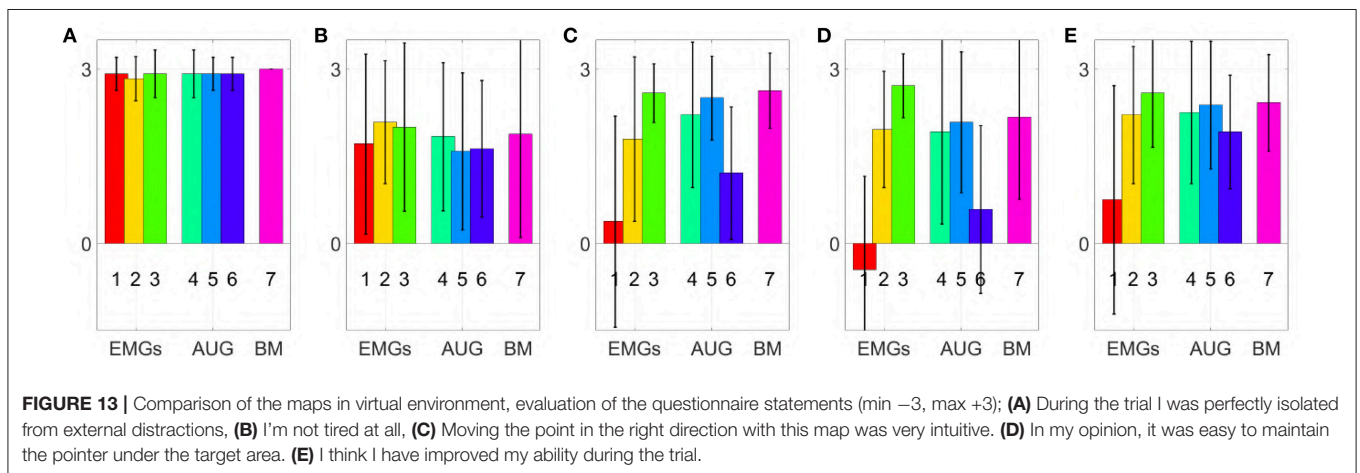 A B C D E
3 3 3 3 3
0 0 0 0 0
1 2 3 4 5 6 7 1 2 3 4 5 6 7 1 2 3 4 5 6 7 1 2 3 4 5 6 7 1 2 3 4 5 6 7
EMGs AUG BM EMGs AUG BM EMGs AUG BM EMGs AUG BM EMGs AUG BM
FIGURE 13 | Comparison of the maps in virtual environment, evaluation of the questionnaire statements (min −3, max +3); (A) During the trial I was perfectly isolated
from external distractions, (B) I'm not tired at all, (C) Moving the point in the right direction with this map was very intuitive. (D) In my opinion, it was easy to maintain
the pointer under the target area. (E) I think I have improved my ability during the trial.